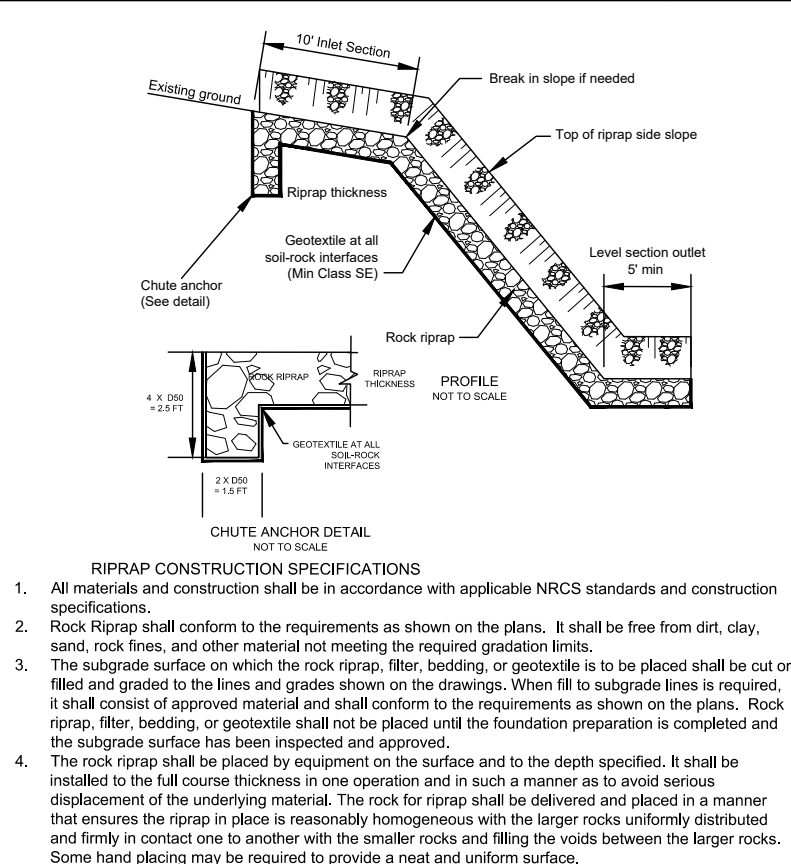 10' Inlet Section
Existing ground
Break in slope if needed
Top of riprap side slope
Riprap thickness
Geotextile at all
soil-rock interfaces
(Min Class SE)
Level section outlet
5' min
Chute anchor
(See detail)
Rock riprap
ROCK RIPRAP
RIPRAP
THICKNESS
PROFILE
NOT TO SCALE
4 X D50
= 2.5 FT
GEOTEXTILE AT ALL
SOIL-ROCK
INTERFACES
2 X D50
= 1.5 FT
CHUTE ANCHOR DETAIL
NOT TO SCALE
RIPRAP CONSTRUCTION SPECIFICATIONS
1. All materials and construction shall be in accordance with applicable NRCS standards and construction
specifications.
2. Rock Riprap shall conform to the requirements as shown on the plans. It shall be free from dirt, clay,
sand, rock fines, and other material not meeting the required gradation limits.
3. The subgrade surface on which the rock riprap, filter, bedding, or geotextile is to be placed shall be cut or
filled and graded to the lines and grades shown on the drawings. When fill to subgrade lines is required,
it shall consist of approved material and shall conform to the requirements as shown on the plans. Rock
riprap, filter, bedding, or geotextile shall not be placed until the foundation preparation is completed and
the subgrade surface has been inspected and approved.
4. The rock riprap shall be placed by equipment on the surface and to the depth specified. It shall be
installed to the full course thickness in one operation and in such a manner as to avoid serious
displacement of the underlying material. The rock for riprap shall be delivered and placed in a manner
that ensures the riprap in place is reasonably homogeneous with the larger rocks uniformly distributed
and firmly in contact one to another with the smaller rocks and filling the voids between the larger rocks.
Some hand placing may be required to provide a neat and uniform surface.